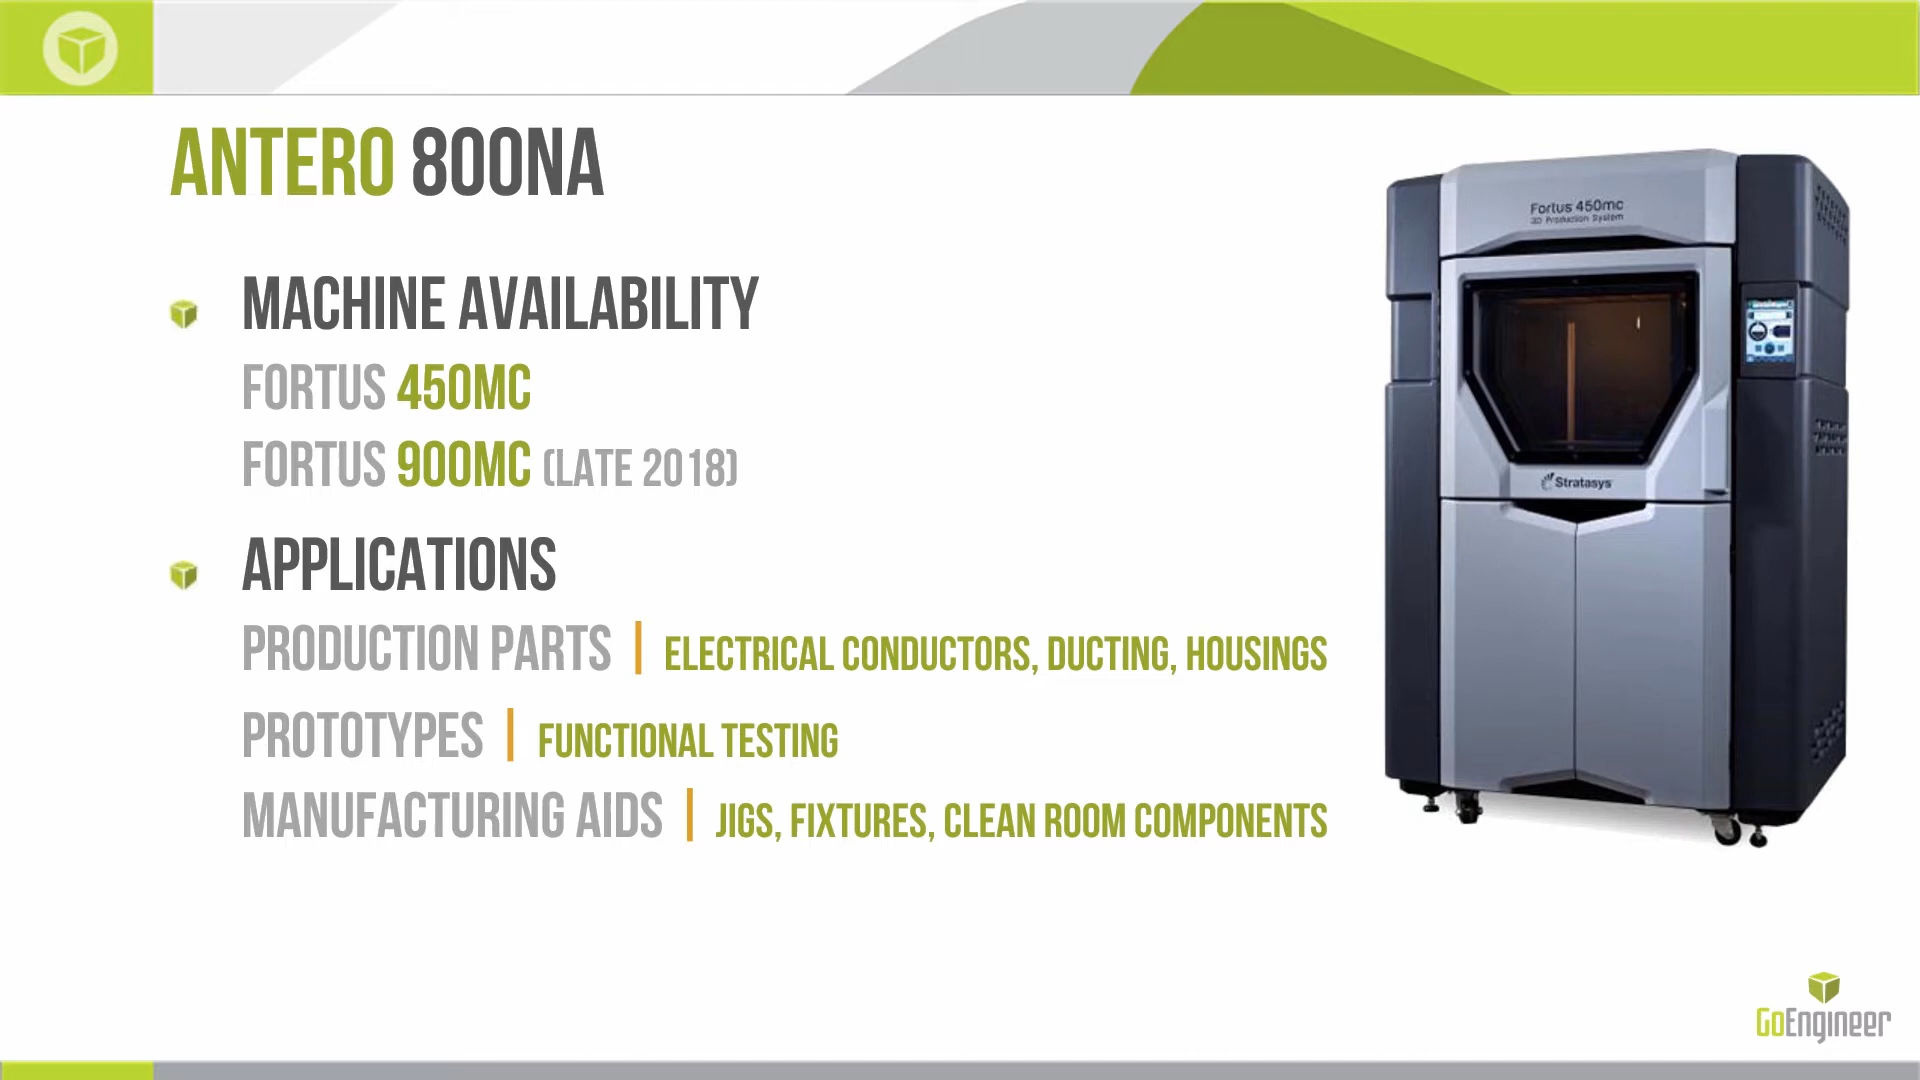 ANTERO 800NA
MACHINE AVAILABILITY
FORTUS 450MC
FORTUS 900MC (LATE 2018)
APPLICATIONS
PRODUCTION PARTS | ELECTRICAL CONDUCTORS, DUCTING, HOUSINGS
PROTOTYPES | FUNCTIONAL TESTING
MANUFACTURING AIDS | JIGS, FIXTURES, CLEAN ROOM COMPONENTS
Fortus 450mc
3D Production System
Stratasys
GoEngineer